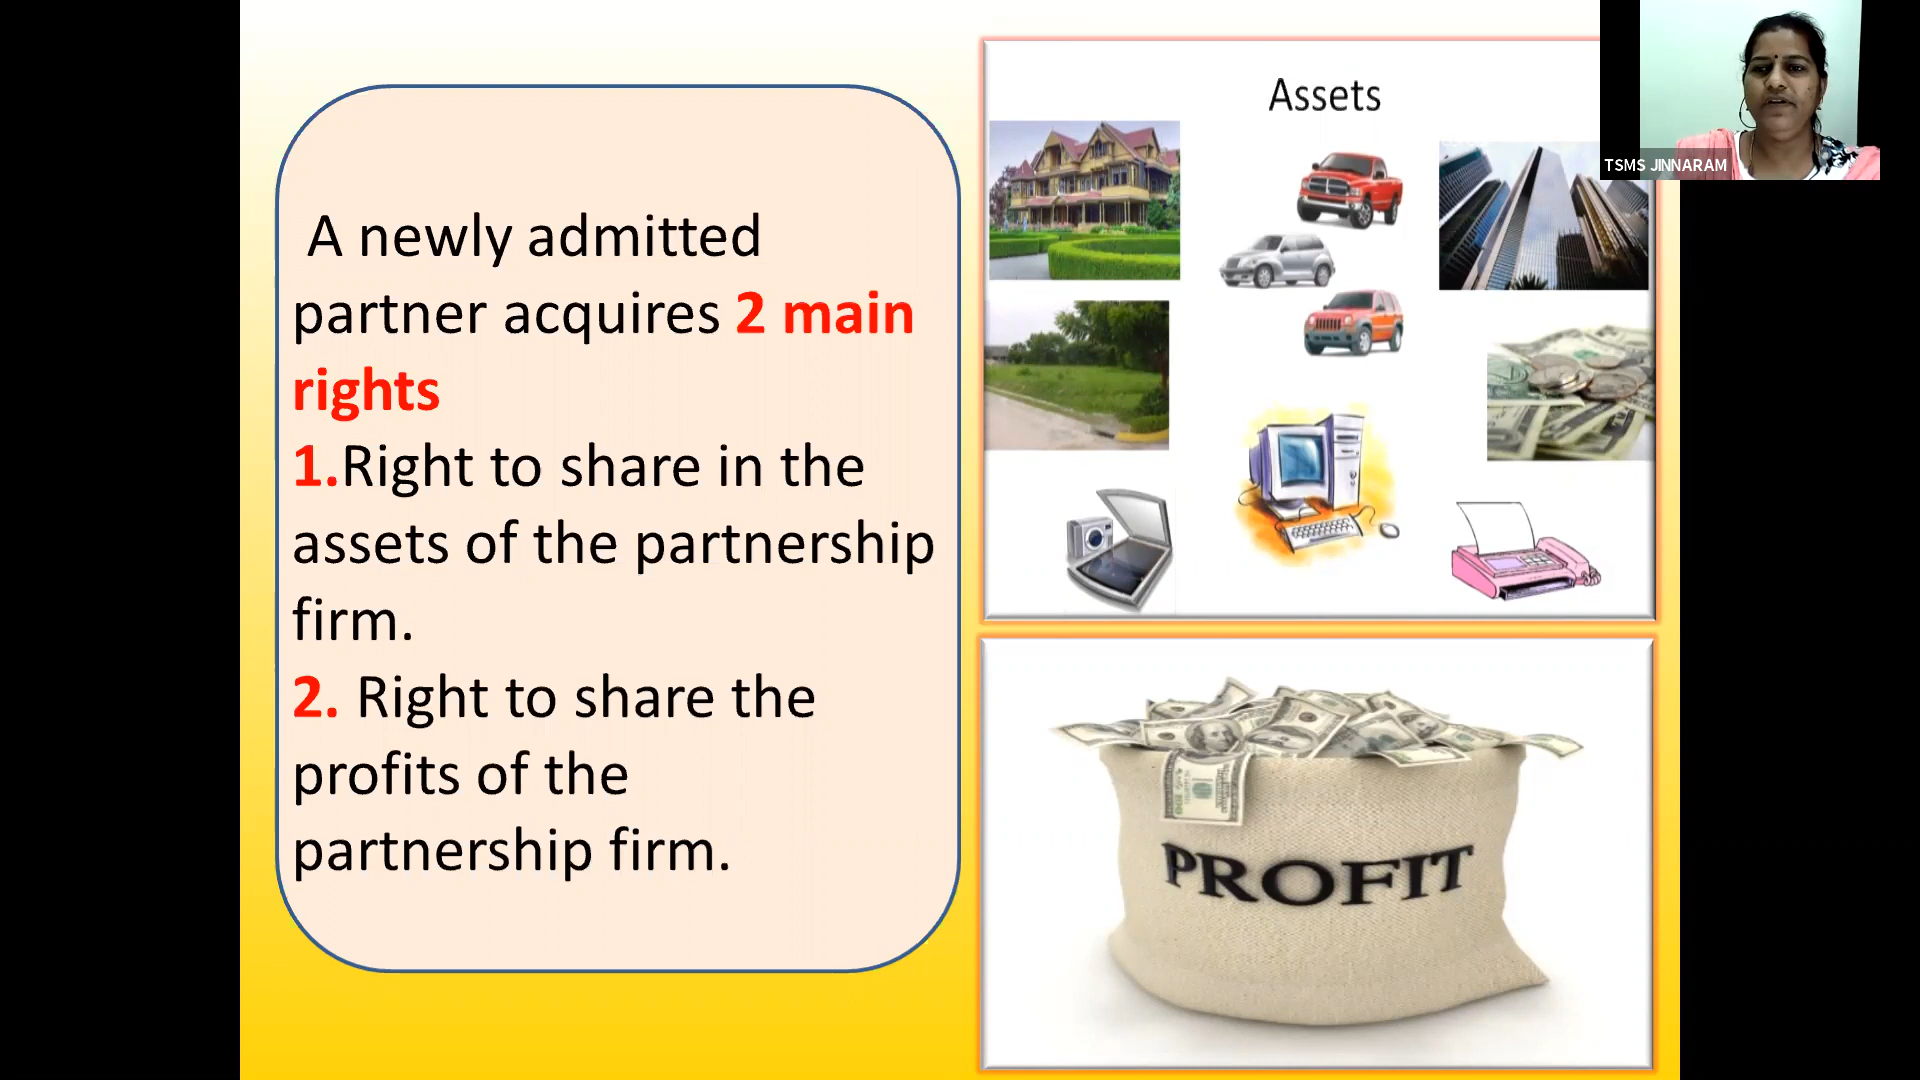 A newly admitted
partner acquires 2 main
rights
1.Right to share in the
assets of the partnership
firm.
2. Right to share the
profits of the
partnership firm.
Assets
TSMS JINNARAM
PROFIT